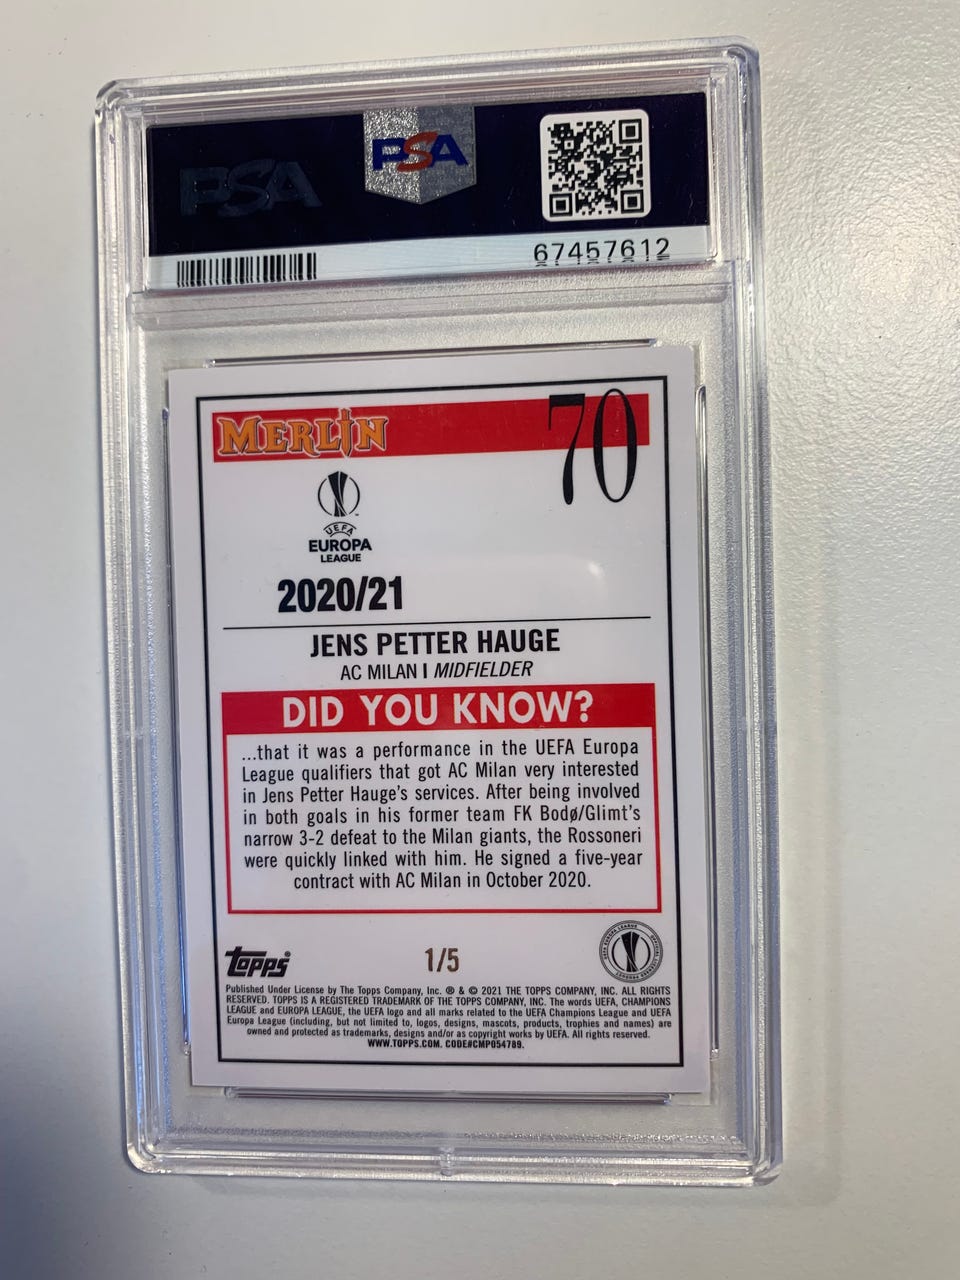 PSA
PSA
67457612
MERLIN
70
UEFA
EUROPA
LEAGUE
2020/21
JENS PETTER HAUGE
AC MILAN | MIDFIELDER
DID YOU KNOW?
...that it was a performance in the UEFA Europa
League qualifiers that got AC Milan very interested
in Jens Petter Hauge's services. After being involved
in both goals in his former team FK Bodø/Glimt's
narrow 3-2 defeat to the Milan giants, the Rossoneri
were quickly linked with him. He signed a five-year
contract with AC Milan in October 2020.
topps®
1/5
Published Under License by The Topps Company, Inc. ® & © 2021 THE TOPPS COMPANY, INC. ALL RIGHTS
RESERVED. TOPPS IS A REGISTERED TRADEMARK OF THE TOPPS COMPANY, INC. The words UEFA, CHAMPIONS
LEAGUE and EUROPA LEAGUE, the UEFA logo and all marks related to the UEFA Champions League and UEFA
Europa League (including, but not limited to, logos, designs, mascots, products, trophies and names) are
owned and protected as trademarks, designs and/or as copyright works by UEFA. All rights reserved.
WWW.TOPPS.COM. CODE#CMP054789.